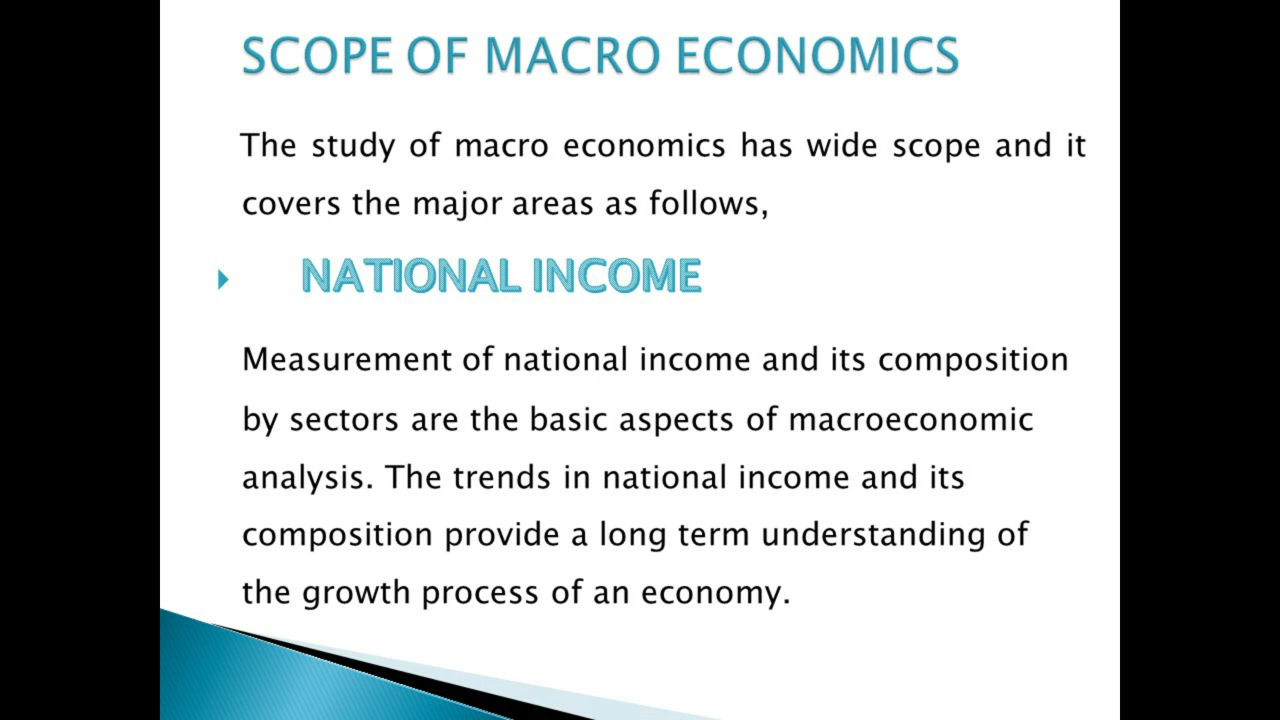 SCOPE OF MACRO ECONOMICS
The study of macro economics has wide scope and it
covers the major areas as follows,
NATIONAL INCOME
Measurement of national income and its composition
by sectors are the basic aspects of macroeconomic
analysis. The trends in national income and its
composition provide a long term understanding of
the growth process of an economy.